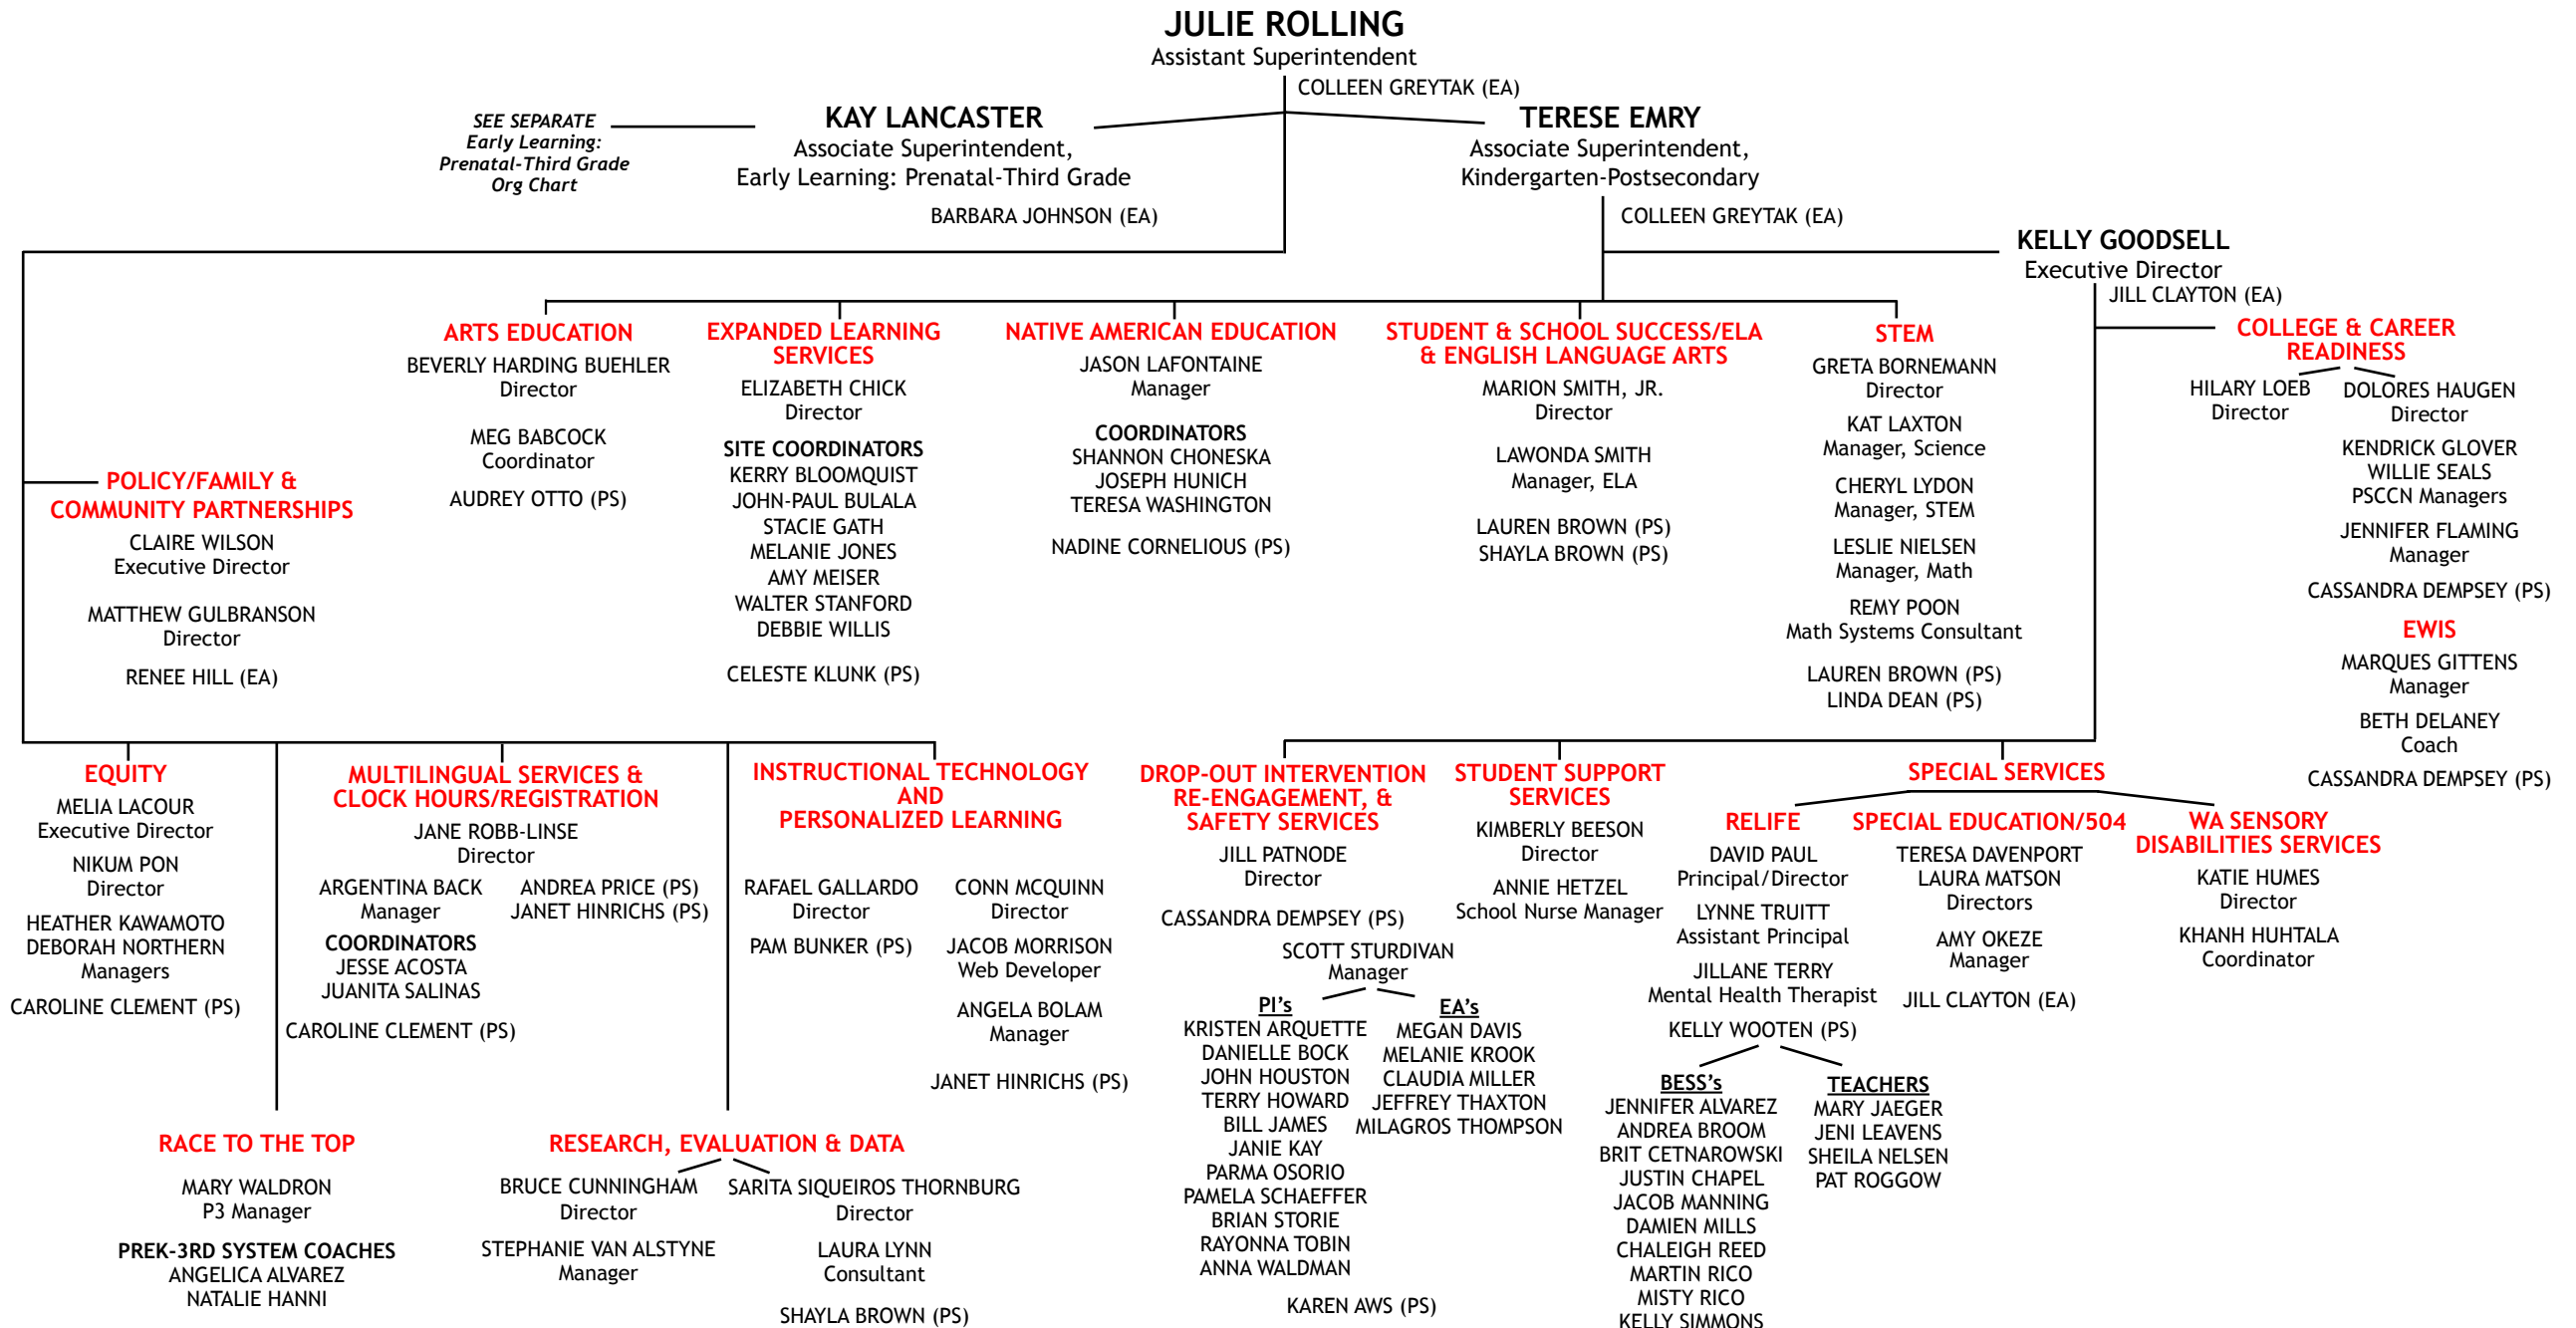 JULIE ROLLING
Assistant Superintendent
COLLEEN GREYTAK (EA)
SEE SEPARATE
Early Learning:
Prenatal-Third Grade
Org Chart
KAY LANCASTER
Associate Superintendent,
Early Learning: Prenatal-Third Grade
BARBARA JOHNSON (EA)
TERESE EMRY
Associate Superintendent,
Kindergarten-Postsecondary
COLLEEN GREYTAK (EA)
KELLY GOODSELL
Executive Director
JILL CLAYTON (EA)
POLICY/FAMILY &
COMMUNITY PARTNERSHIPS
CLAIRE WILSON
Executive Director
MATTHEW GULBRANSON
Director
RENEE HILL (EA)
ARTS EDUCATION
BEVERLY HARDING BUEHLER
Director
MEG BABCOCK
Coordinator
AUDREY OTTO (PS)
EXPANDED LEARNING
SERVICES
ELIZABETH CHICK
Director
SITE COORDINATORS
KERRY BLOOMQUIST
JOHN-PAUL BULALA
STACIE GATH
MELANIE JONES
AMY MEISER
WALTER STANFORD
DEBBIE WILLIS
CELESTE KLUNK (PS)
NATIVE AMERICAN EDUCATION
JASON LAFONTAINE
Manager
COORDINATORS
SHANNON CHONESKA
JOSEPH HUNICH
TERESA WASHINGTON
NADINE CORNELIOUS (PS)
STUDENT & SCHOOL SUCCESS/ELA
& ENGLISH LANGUAGE ARTS
MARION SMITH, JR.
Director
LAWONDA SMITH
Manager, ELA
LAUREN BROWN (PS)
SHAYLA BROWN (PS)
STEM
GRETA BORNEMANN
Director
KAT LAXTON
Manager, Science
CHERYL LYDON
Manager, STEM
LESLIE NIELSEN
Manager, Math
REMY POON
Math Systems Consultant
LAUREN BROWN (PS)
LINDA DEAN (PS)
COLLEGE & CAREER
READINESS
HILARY LOEB
Director
DOLORES HAUGEN
Director
KENDRICK GLOVER
WILLIE SEALS
PSCCN Managers
JENNIFER FLAMING
Manager
CASSANDRA DEMPSEY (PS)
EWIS
MARQUES GITTENS
Manager
BETH DELANEY
Coach
CASSANDRA DEMPSEY (PS)
EQUITY
MELIA LACOUR
Executive Director
NIKUM PON
Director
HEATHER KAWAMOTO
DEBORAH NORTHERN
Managers
CAROLINE CLEMENT (PS)
MULTILINGUAL SERVICES &
CLOCK HOURS/REGISTRATION
JANE ROBB-LINSE
Director
ARGENTINA BACK
Manager
COORDINATORS
JESSE ACOSTA
JUANITA SALINAS
CAROLINE CLEMENT (PS)
ANDREA PRICE (PS)
JANET HINRICHS (PS)
INSTRUCTIONAL TECHNOLOGY
AND
PERSONALIZED LEARNING
RAFAEL GALLARDO
Director
PAM BUNKER (PS)
CONN MCQUINN
Director
JACOB MORRISON
Web Developer
ANGELA BOLAM
Manager
JANET HINRICHS (PS)
DROP-OUT INTERVENTION
RE-ENGAGEMENT, &
SAFETY SERVICES
JILL PATNODE
Director
CASSANDRA DEMPSEY (PS)
SCOTT STURDIVAN
Manager
PI's
KRISTEN ARQUETTE
DANIELLE BOCK
JOHN HOUSTON
TERRY HOWARD
BILL JAMES
JANIE KAY
PARMA OSORIO
PAMELA SCHAEFFER
BRIAN STORIE
RAYONNA TOBIN
ANNA WALDMAN
EA's
MEGAN DAVIS
MELANIE KROOK
CLAUDIA MILLER
JEFFREY THAXTON
MILAGROS THOMPSON
KAREN AWS (PS)
STUDENT SUPPORT
SERVICES
KIMBERLY BEESON
Director
ANNIE HETZEL
School Nurse Manager
SPECIAL SERVICES
RELIFE
DAVID PAUL
Principal/Director
LYNNE TRUITT
Assistant Principal
JILLANE TERRY
Mental Health Therapist
KELLY WOOTEN (PS)
BESS's
JENNIFER ALVAREZ
ANDREA BROOM
BRIT CETNAROWSKI
JUSTIN CHAPEL
JACOB MANNING
DAMIEN MILLS
CHALEIGH REED
MARTIN RICO
MISTY RICO
KELLY SIMMONS
TEACHERS
MARY JAEGER
JENI LEAVENS
SHEILA NELSEN
PAT ROGGOW
SPECIAL EDUCATION/504
TERESA DAVENPORT
LAURA MATSON
Directors
AMY OKEZE
Manager
JILL CLAYTON (EA)
WA SENSORY
DISABILITIES SERVICES
KATIE HUMES
Director
KHANH HUHTALA
Coordinator
RACE TO THE TOP
MARY WALDRON
P3 Manager
PREK-3RD SYSTEM COACHES
ANGELICA ALVAREZ
NATALIE HANNI
RESEARCH, EVALUATION & DATA
BRUCE CUNNINGHAM
Director
STEPHANIE VAN ALSTYNE
Manager
SARITA SIQUEIROS THORNBURG
Director
LAURA LYNN
Consultant
SHAYLA BROWN (PS)